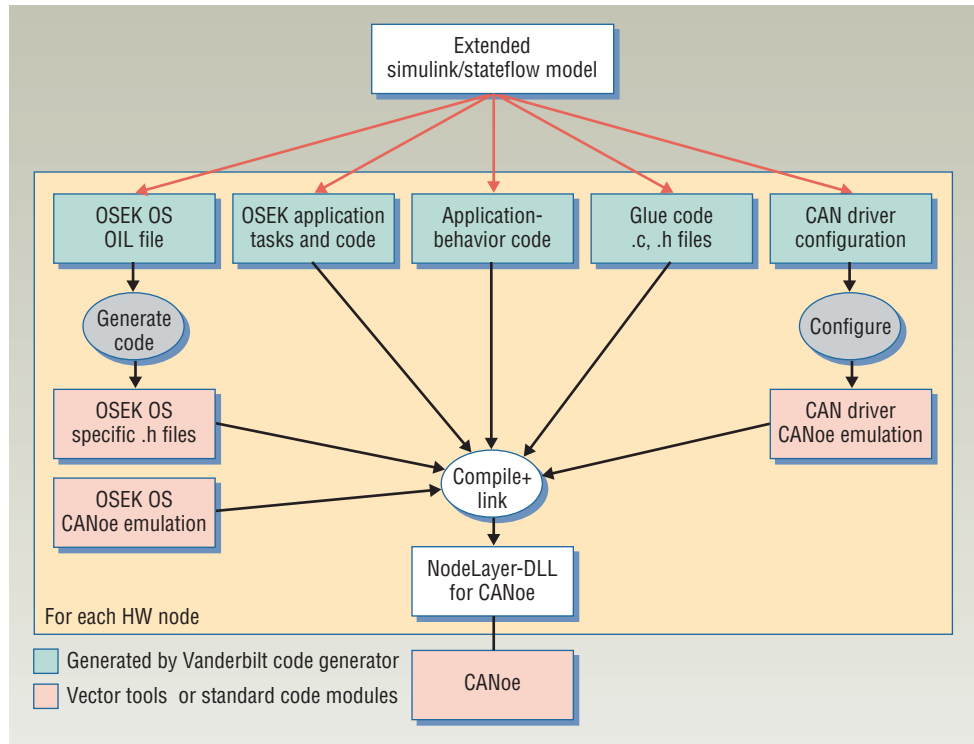 Extended
simulink/stateflow model
OSEK OS
OIL file
OSEK application
tasks and code
Application-
behavior code
Glue code
.c, .h files
CAN driver
configuration
Generate
code
Configure
OSEK OS
specific .h files
CAN driver
CANoe emulation
Compile+
link
OSEK OS
CANoe emulation
NodeLayer-DLL
for CANoe
For each HW node
Generated by Vanderbilt code generator
Vector tools or standard code modules
CANoe